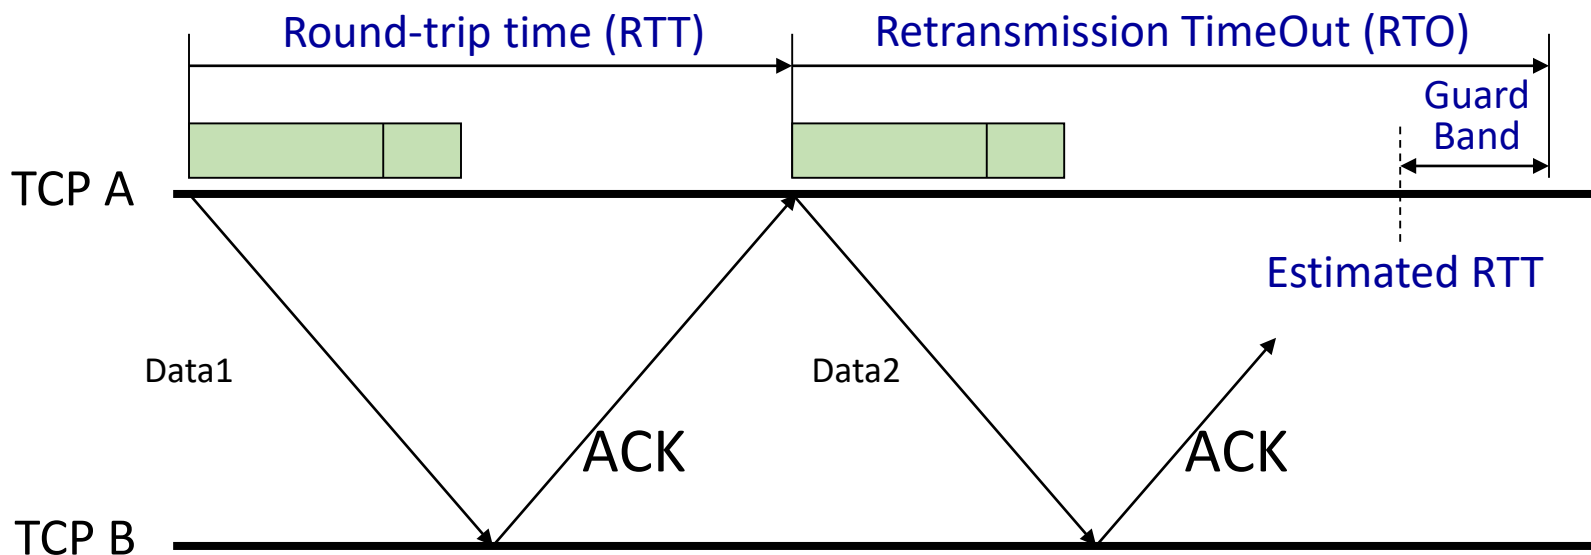 Round-trip time (RTT)
Retransmission TimeOut (RTO)
Guard
Band
TCP A
Estimated RTT
Data1
Data2
ACK
ACK
TCP B